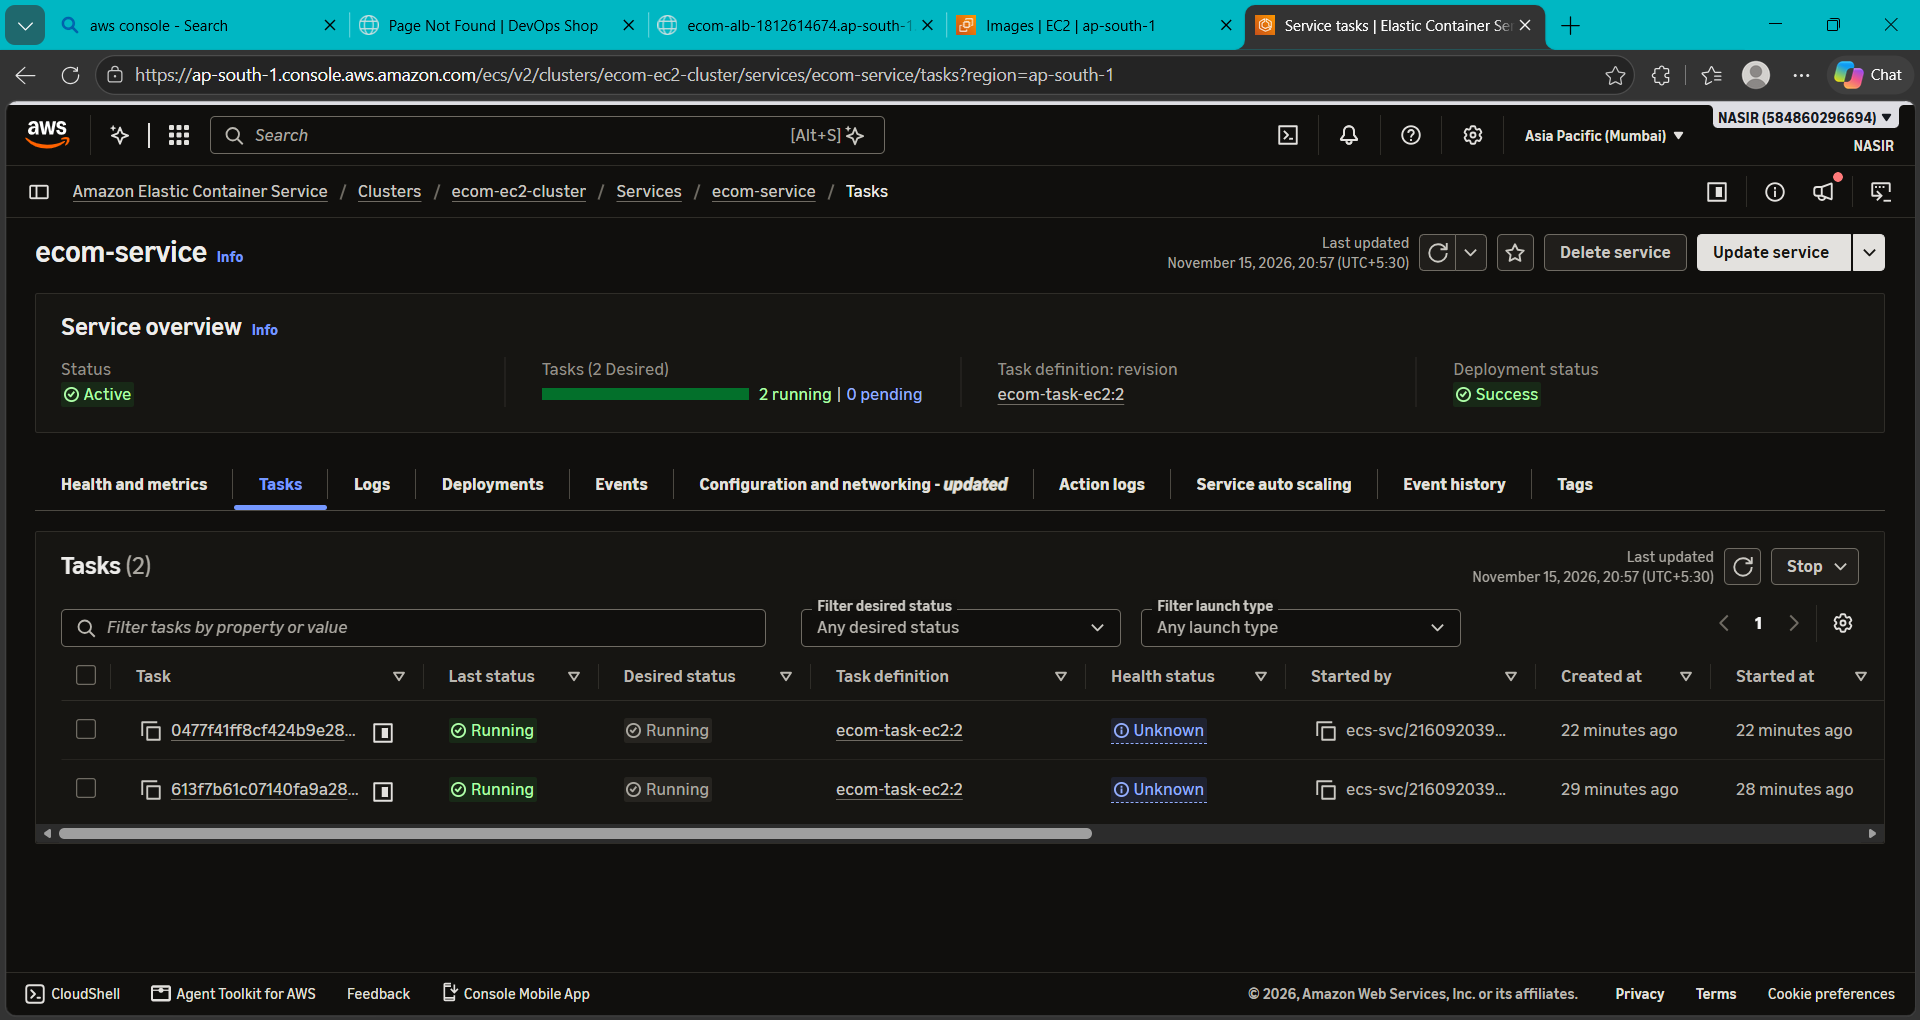 aws console - Search
Page Not Found | DevOps Shop
ecom-alb-1812614674.ap-south-1
Images | EC2 | ap-south-1
Service tasks | Elastic Container Se
https://ap-south-1.console.aws.amazon.com/ecs/v2/clusters/ecom-ec2-cluster/services/ecom-service/tasks?region=ap-south-1
Chat
aws
Search
[Alt+S]
Asia Pacific (Mumbai)
NASIR (584860296694)
NASIR
Amazon Elastic Container Service / Clusters / ecom-ec2-cluster / Services / ecom-service / Tasks
ecom-service Info
Last updated
November 15, 2026, 20:57 (UTC+5:30)
Delete service
Update service
Service overview Info
Status
Active
Tasks (2 Desired)
2 running | 0 pending
Task definition: revision
ecom-task-ec2:2
Deployment status
Success
Health and metrics
Tasks
Logs
Deployments
Events
Configuration and networking - updated
Action logs
Service auto scaling
Event history
Tags
Tasks (2)
Last updated
November 15, 2026, 20:57 (UTC+5:30)
Stop
Filter tasks by property or value
Filter desired status
Any desired status
Filter launch type
Any launch type
1
Task Last status Desired status Task definition Health status Started by Created at Started at
0477f41ff8cf424b9e28... Running Running ecom-task-ec2:2 Unknown ecs-svc/216092039... 22 minutes ago 22 minutes ago
613f7b61c07140fa9a28... Running Running ecom-task-ec2:2 Unknown ecs-svc/216092039... 29 minutes ago 28 minutes ago
CloudShell
Agent Toolkit for AWS
Feedback
Console Mobile App
© 2026, Amazon Web Services, Inc. or its affiliates.
Privacy
Terms
Cookie preferences